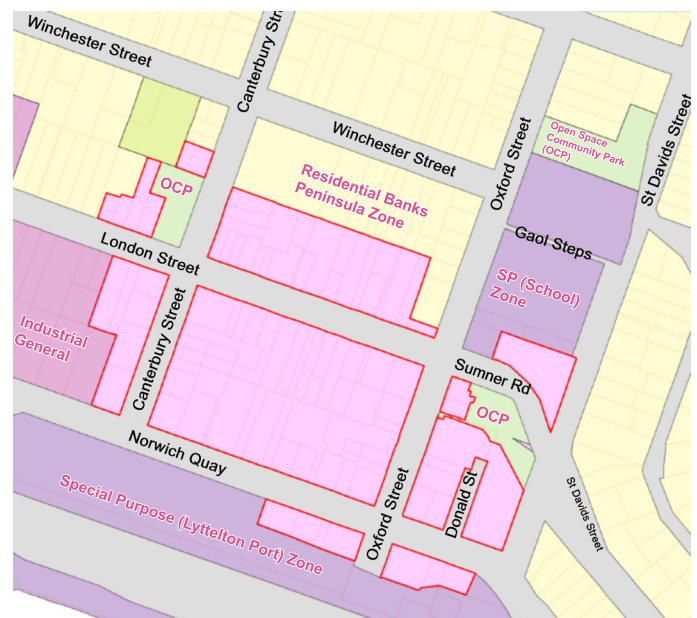 Winchester Street
Canterbury Str
Winchester Street
Oxford Street
Open Space
Community Park
(OCP)
St Davids Street
OCP
Residential Banks
Peninsula Zone
Gaol Steps
London Street
SP (School)
Zone
Industrial
General
Canterbury Street
Sumner Rd
OCP
Norwich Quay
Oxford Street
Donald St
St Davids Street
Special Purpose (Lyttelton Port) Zone